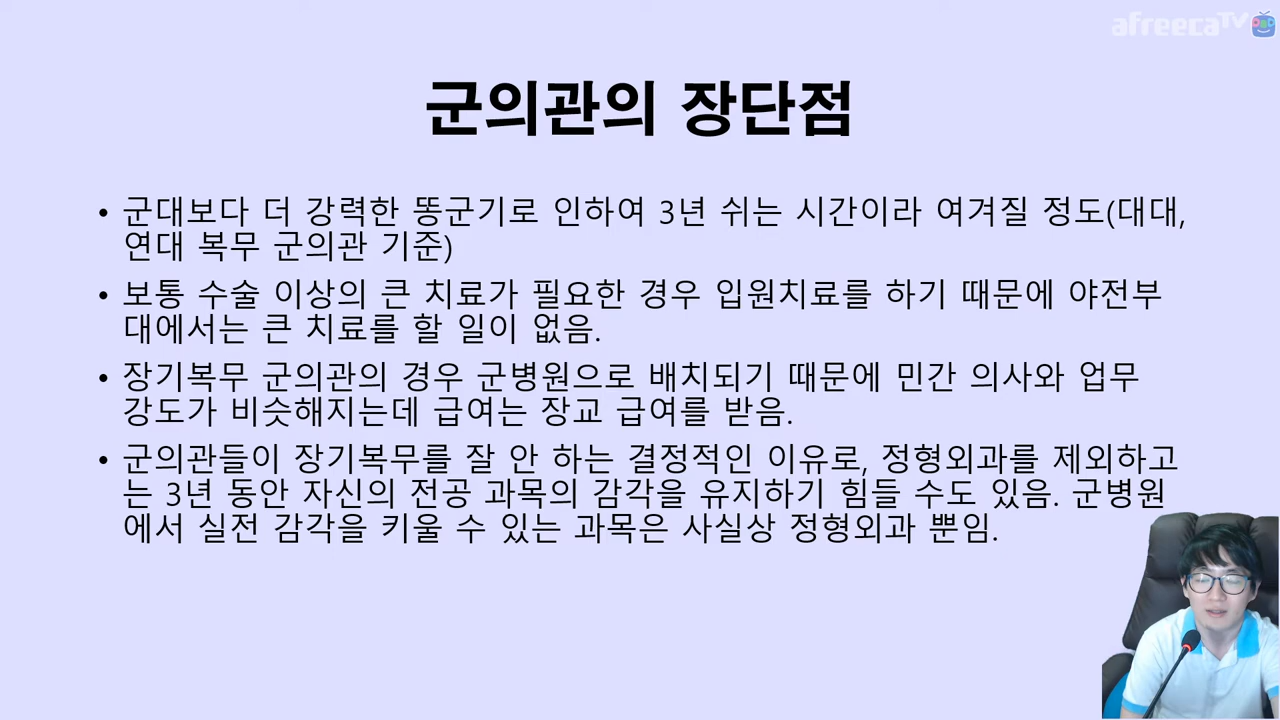 afreecaTV
군의관의 장단점
• 군대보다 더 강력한 똥군기로 인하여 3년 쉬는 시간이라 여겨질 정도(대대,
연대 복무 군의관 기준)
• 보통 수술 이상의 큰 치료가 필요한 경우 입원치료를 하기 때문에 야전부
대에서는 큰 치료를 할 일이 없음.
• 장기복무 군의관의 경우 군병원으로 배치되기 때문에 민간 의사와 업무
강도가 비슷해지는데 급여는 장교 급여를 받음.
• 군의관들이 장기복무를 잘 안 하는 결정적인 이유로, 정형외과를 제외하고
는 3년 동안 자신의 전공 과목의 감각을 유지하기 힘들 수도 있음. 군병원
에서 실전 감각을 키울 수 있는 과목은 사실상 정형외과 뿐임.